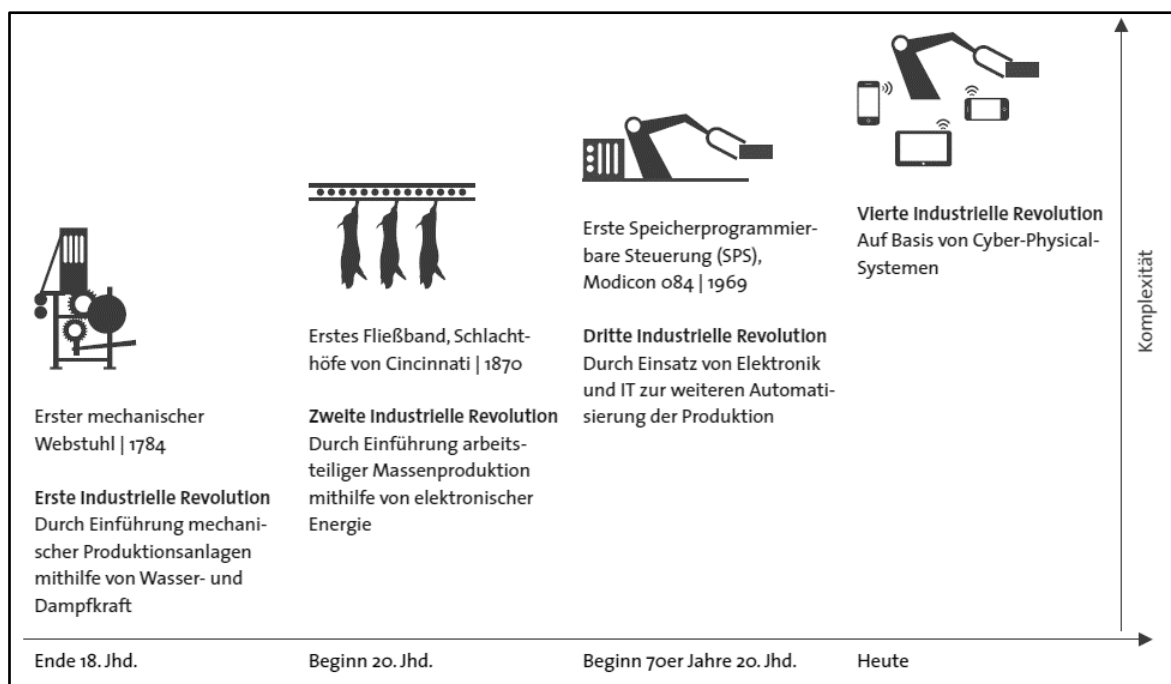 Erster mechanischer
Webstuhl | 1784
Erste Industrielle Revolution
Durch Einführung mechani-
scher Produktionsanlagen
mithilfe von Wasser- und
Dampfkraft
Erstes Fließband, Schlacht-
höfe von Cincinnati | 1870
Zweite Industrielle Revolution
Durch Einführung arbeits-
teiliger Massenproduktion
mithilfe von elektronischer
Energie
Erste Speicherprogrammier-
bare Steuerung (SPS),
Modicon 084 | 1969
Dritte Industrielle Revolution
Durch Einsatz von Elektronik
und IT zur weiteren Automati-
sierung der Produktion
Vierte Industrielle Revolution
Auf Basis von Cyber-Physical-
Systemen
Komplexität
Ende 18. Jhd.
Beginn 20. Jhd.
Beginn 70er Jahre 20. Jhd.
Heute